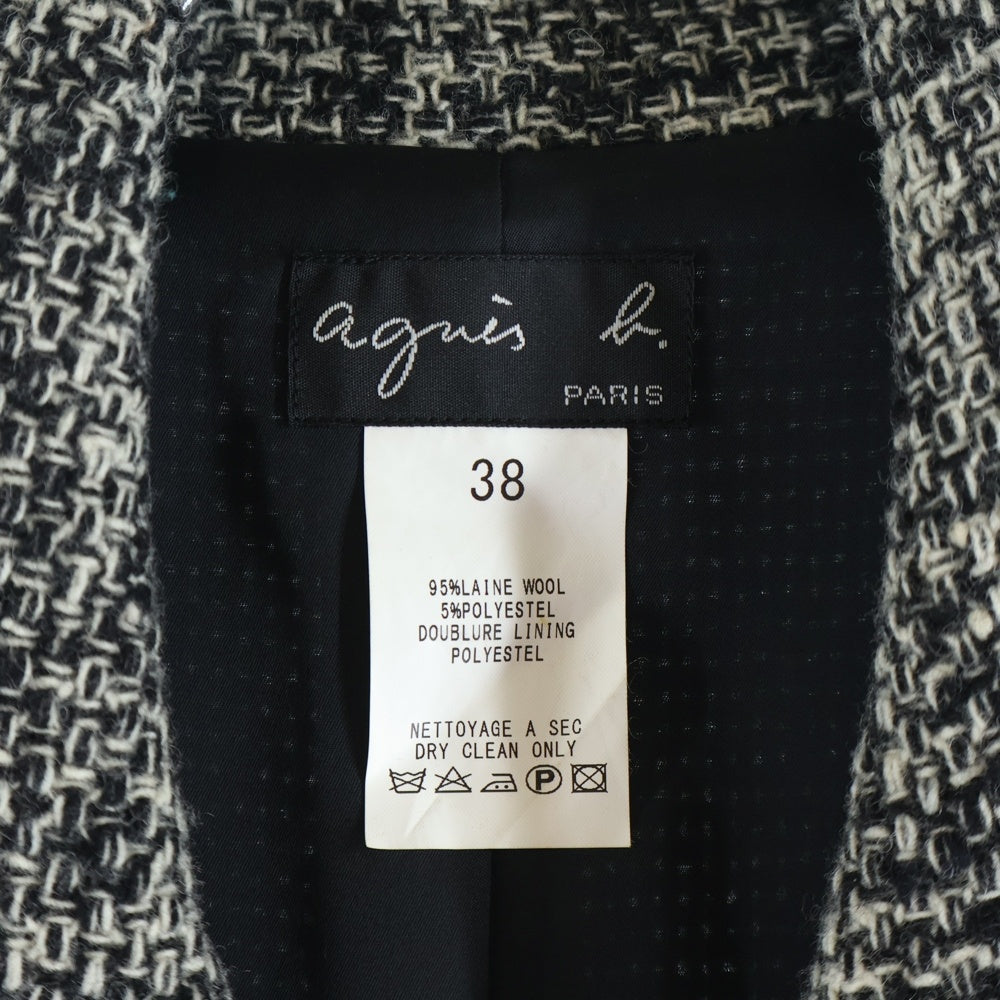 agnès b.
PARIS
38
95%LAINE WOOL
5%POLYESTEL
DOUBLURE LINING
POLYESTEL
NETTOYAGE A SEC
DRY CLEAN ONLY
P